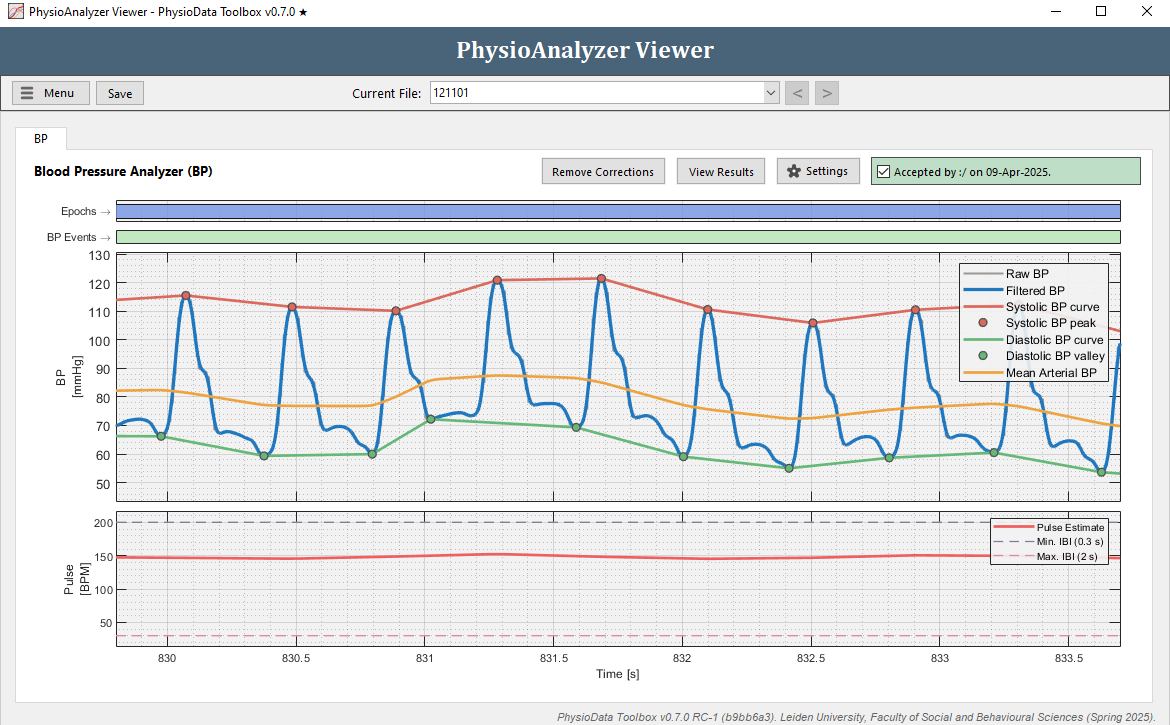 PhysioAnalyzer Viewer - PhysioData Toolbox v0.7.0 ★
PhysioAnalyzer Viewer
Menu
Save
Current File:
121101
<
>
BP
Blood Pressure Analyzer (BP)
Remove Corrections
View Results
Settings
Accepted by :/ on 09-Apr-2025.
Epochs →
BP Events →
130
120
110
100
90
80
70
60
50
BP
[mmHg]
Raw BP
Filtered BP
Systolic BP curve
Systolic BP peak
Diastolic BP curve
Diastolic BP valley
Mean Arterial BP
200
150
100
50
Pulse
[BPM]
Pulse Estimate
Min. IBI (0.3 s)
Max. IBI (2 s)
830
830.5
831
831.5
832
832.5
833
833.5
Time [s]
PhysioData Toolbox v0.7.0 RC-1 (b9bb6a3). Leiden University, Faculty of Social and Behavioural Sciences (Spring 2025).